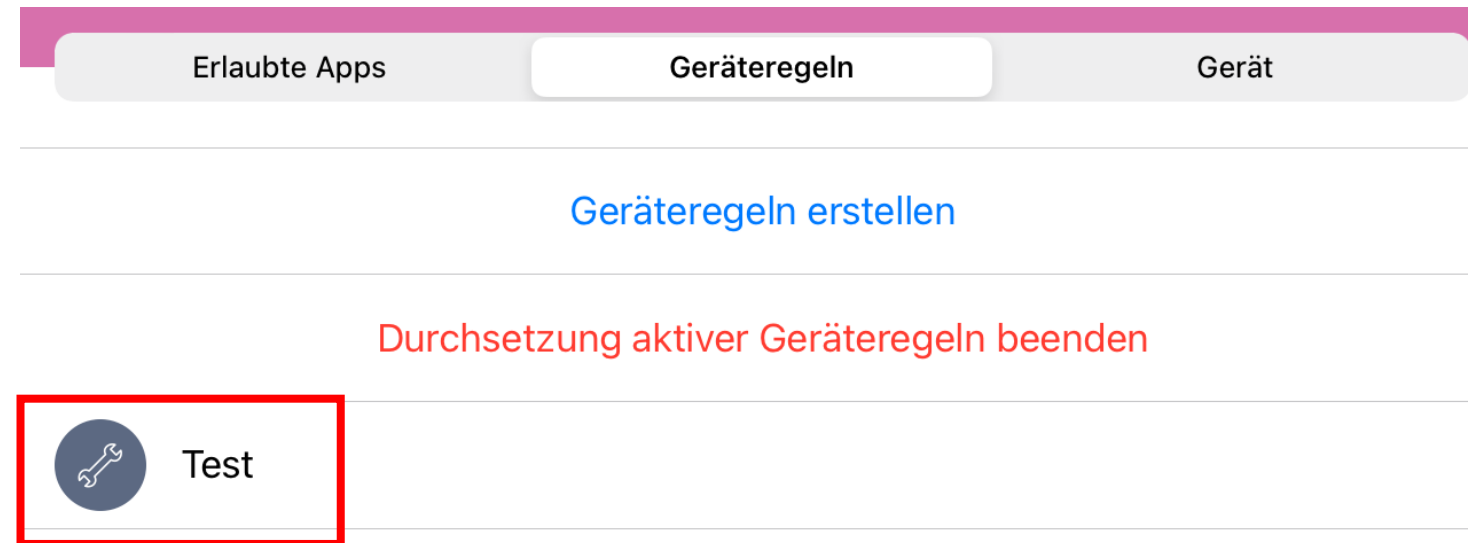 Erlaubte Apps Geräteregeln Gerät
Geräteregeln erstellen
Durchsetzung aktiver Geräteregeln beenden
Test